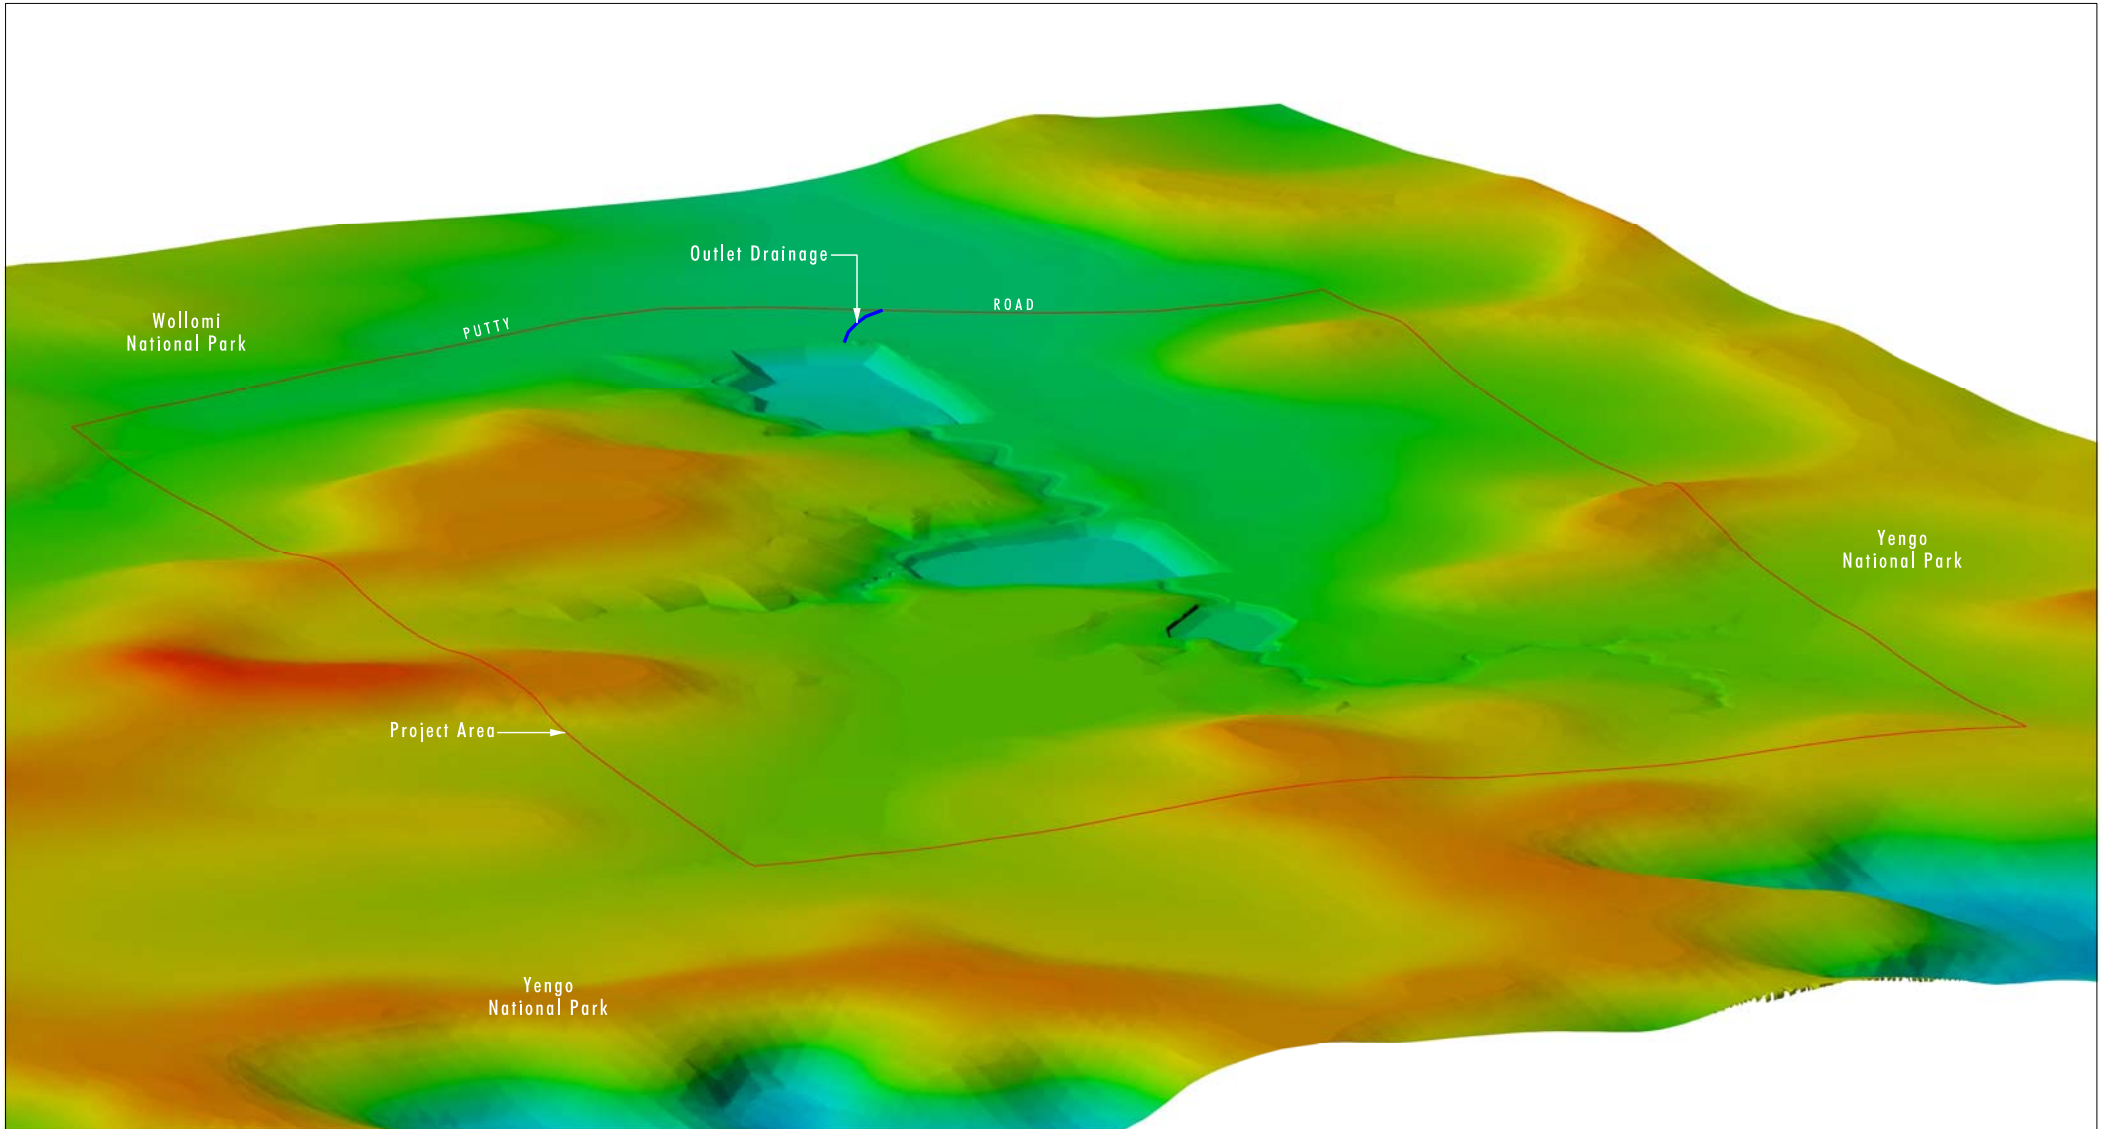 Outlet Drainage
ROAD
PUTTY
Wollomi
National Park
Yengo
National Park
Project Area
Yengo
National Park